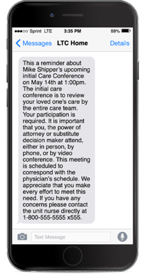 Sprint LTE 3:35 PM 89%
Messages LTC Home Details
This a reminder about
Mike Shipper's upcoming
initial Care Conference
on May 14th at 1:00pm.
The initial care
conference is to review
your loved one's care by
the entire care team.
Your participation is
required. It is important
that you, the power of
attorney or substitute
decision maker attend,
either in person, by
phone, or by video
conference. This meeting
is scheduled to
correspond with the
physician's schedule. We
appreciate that you make
every effort to meet this
need. If you have any
concerns please contact
the unit nurse directly at
1-800-555-5555 x555.
Text Message